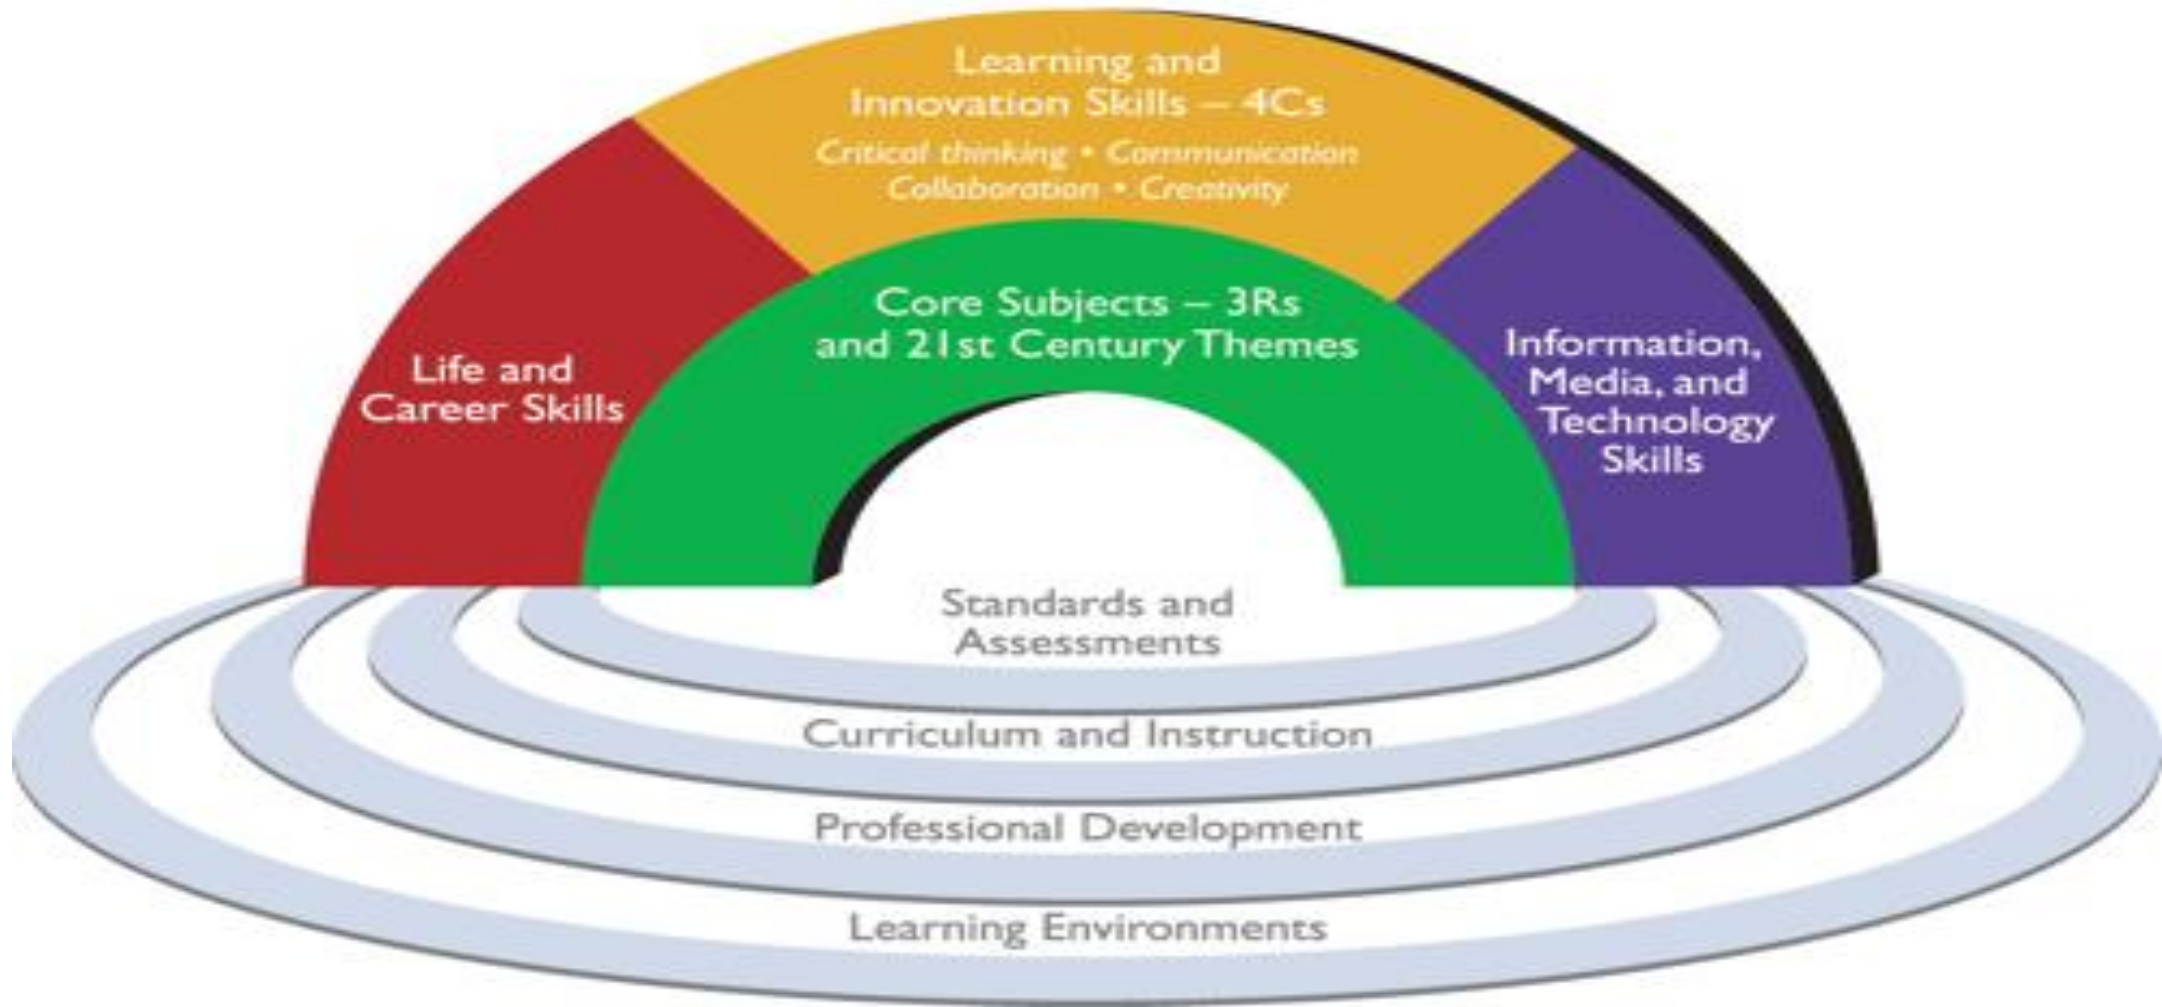 Learning and
Innovation Skills – 4Cs
Critical thinking • Communication
Collaboration • Creativity
Core Subjects – 3Rs
and 21st Century Themes
Life and
Career Skills
Information,
Media, and
Technology
Skills
Standards and
Assessments
Curriculum and Instruction
Professional Development
Learning Environments